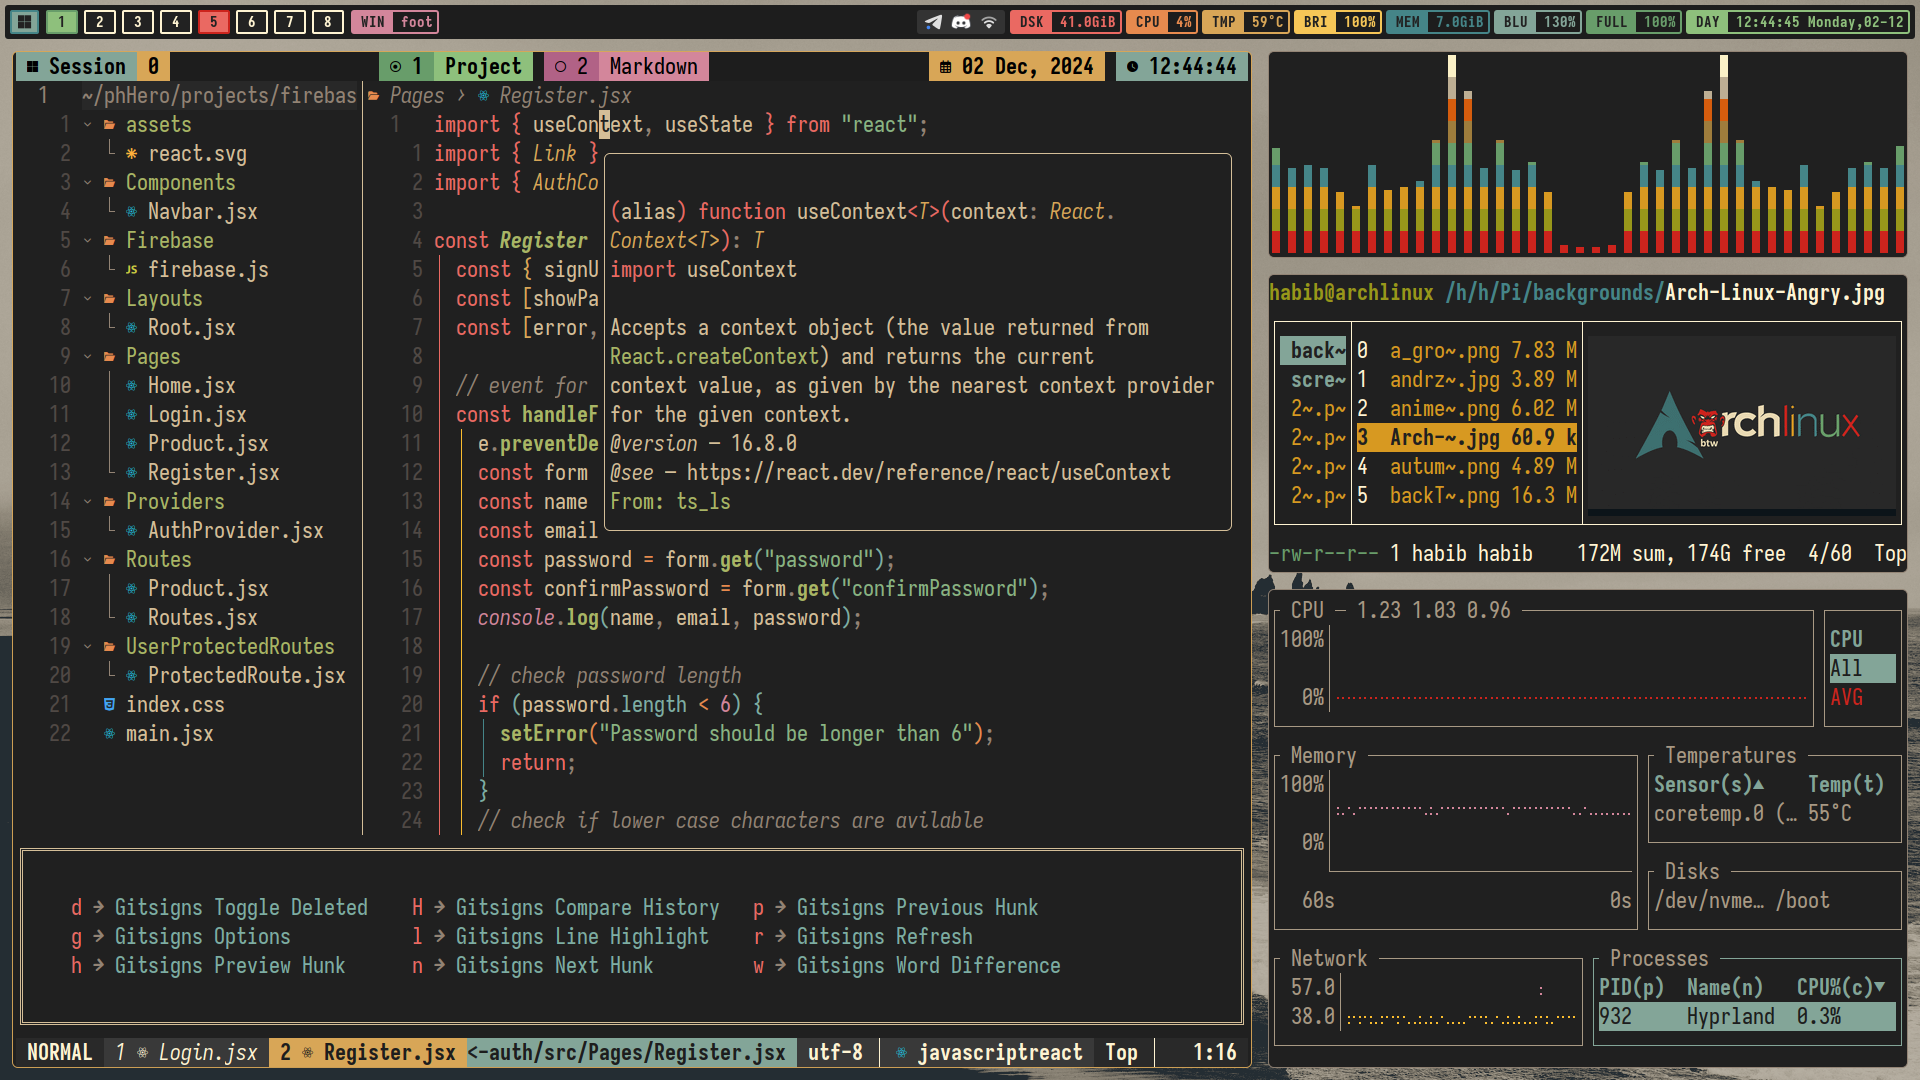 1 2 3 4 5 6 7 8 WIN foot DSK 41.0GiB CPU 4% TMP 59°C BRI 100% MEM 7.0GiB BLU 130% FULL 100% DAY 12:44:45 Monday,02-12
Session 0 1 Project 2 Markdown 02 Dec, 2024 12:44:44
1 ~/phHero/projects/firebas
1 assets
2 react.svg
3 Components
4 Navbar.jsx
5 Firebase
6 JS firebase.js
7 Layouts
8 Root.jsx
9 Pages
10 Home.jsx
11 Login.jsx
12 Product.jsx
13 Register.jsx
14 Providers
15 AuthProvider.jsx
16 Routes
17 Product.jsx
18 Routes.jsx
19 UserProtectedRoutes
20 ProtectedRoute.jsx
21 index.css
22 main.jsx
Pages > Register.jsx
1 import { useContext, useState } from "react";
1 import { Link }
2 import { AuthCo
3
4 const Register
5 const { signU
6 const [showPa
7 const [error,
8
9 // event for
10 const handleF
11 e.preventDe
12 const form
13 const name
14 const email
15 const password = form.get("password");
16 const confirmPassword = form.get("confirmPassword");
17 console.log(name, email, password);
18
19 // check password length
20 if (password.length < 6) {
21 setError("Password should be longer than 6");
22 return;
23 }
24 // check if lower case characters are avilable
(alias) function useContext<T>(context: React.
Context<T>): T
import useContext
Accepts a context object (the value returned from
React.createContext) and returns the current
context value, as given by the nearest context provider
for the given context.
@version — 16.8.0
@see — https://react.dev/reference/react/useContext
From: ts_ls
d → Gitsigns Toggle Deleted H → Gitsigns Compare History p → Gitsigns Previous Hunk
g → Gitsigns Options l → Gitsigns Line Highlight r → Gitsigns Refresh
h → Gitsigns Preview Hunk n → Gitsigns Next Hunk w → Gitsigns Word Difference
NORMAL 1 Login.jsx 2 Register.jsx <-auth/src/Pages/Register.jsx utf-8 javascriptreact Top 1:16
habib@archlinux /h/h/Pi/backgrounds/Arch-Linux-Angry.jpg
back~ 0 a_gro~.png 7.83 M
scre~ 1 andrz~.jpg 3.89 M
2~.p~ 2 anime~.png 6.02 M
2~.p~ 3 Arch-~.jpg 60.9 k
2~.p~ 4 autum~.png 4.89 M
2~.p~ 5 backT~.png 16.3 M
rchlinux
btw
-rw-r--r-- 1 habib habib 172M sum, 174G free 4/60 Top
CPU — 1.23 1.03 0.96
100%
0%
CPU
All
AVG
Memory
100%
0%
60s 0s
Temperatures
Sensor(s)▲ Temp(t)
coretemp.0 (… 55°C
Disks
/dev/nvme… /boot
Network
57.0
38.0
Processes
PID(p) Name(n) CPU%(c)▼
932 Hyprland 0.3%